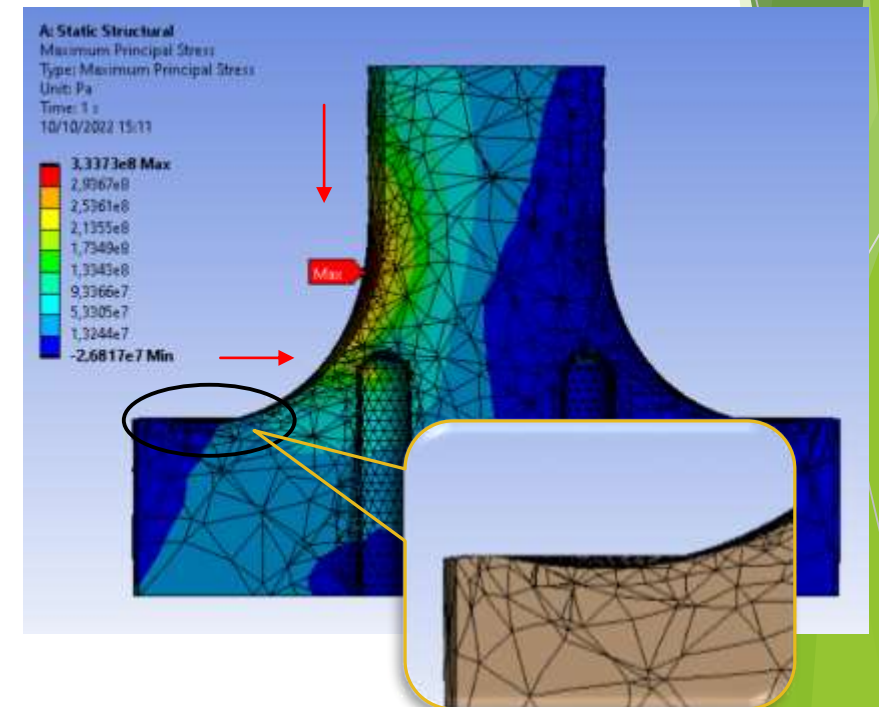 A: Static Structural
Maximum Principal Stress
Type: Maximum Principal Stress
Unit: Pa
Time: 1 s
10/10/2022 15:11
3,3373e8 Max
2,9367e8
2,5361e8
2,1355e8
1,7349e8
1,3343e8
9,3366e7
5,3305e7
1,3244e7
-2,6817e7 Min
Max